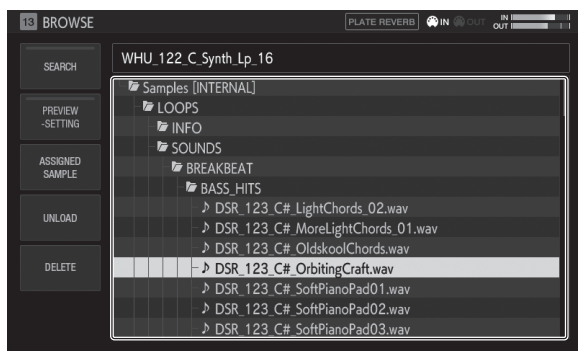 13 BROWSE
PLATE REVERB IN OUT IN
OUT
SEARCH
PREVIEW
-SETTING
ASSIGNED
SAMPLE
UNLOAD
DELETE
WHU_122_C_Synth_Lp_16
Samples [INTERNAL]
LOOPS
INFO
SOUNDS
BREAKBEAT
BASS_HITS
DSR_123_C#_LightChords_02.wav
DSR_123_C#_MoreLightChords_01.wav
DSR_123_C#_OldskoolChords.wav
DSR_123_C#_OrbitingCraft.wav
DSR_123_C#_SoftPianoPad01.wav
DSR_123_C#_SoftPianoPad02.wav
DSR_123_C#_SoftPianoPad03.wav